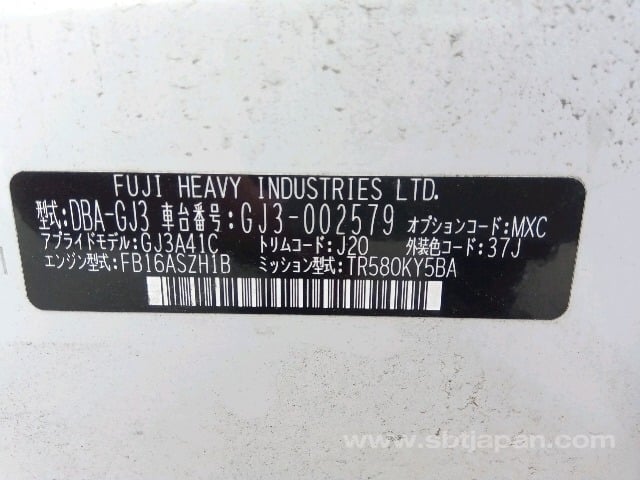 FUJI HEAVY INDUSTRIES LTD.
型式:DBA-GJ3 車台番号:GJ3-002579 オプションコード:MXC
アプライドモデル:GJ3A41C トリムコード:J20 外装色コード:37J
エンジン型式:FB16ASZH1B ミッション型式:TR580KY5BA
www.sbtjapan.com/